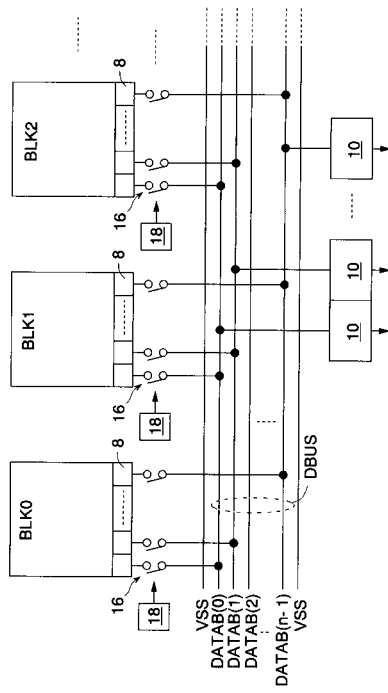 BLK0
BLK1
BLK2
8
8
8
16
16
16
18
18
18
VSS
DATAB(0)
DATAB(1)
DATAB(2)
DATAB(n-1)
VSS
DBUS
10
10
10